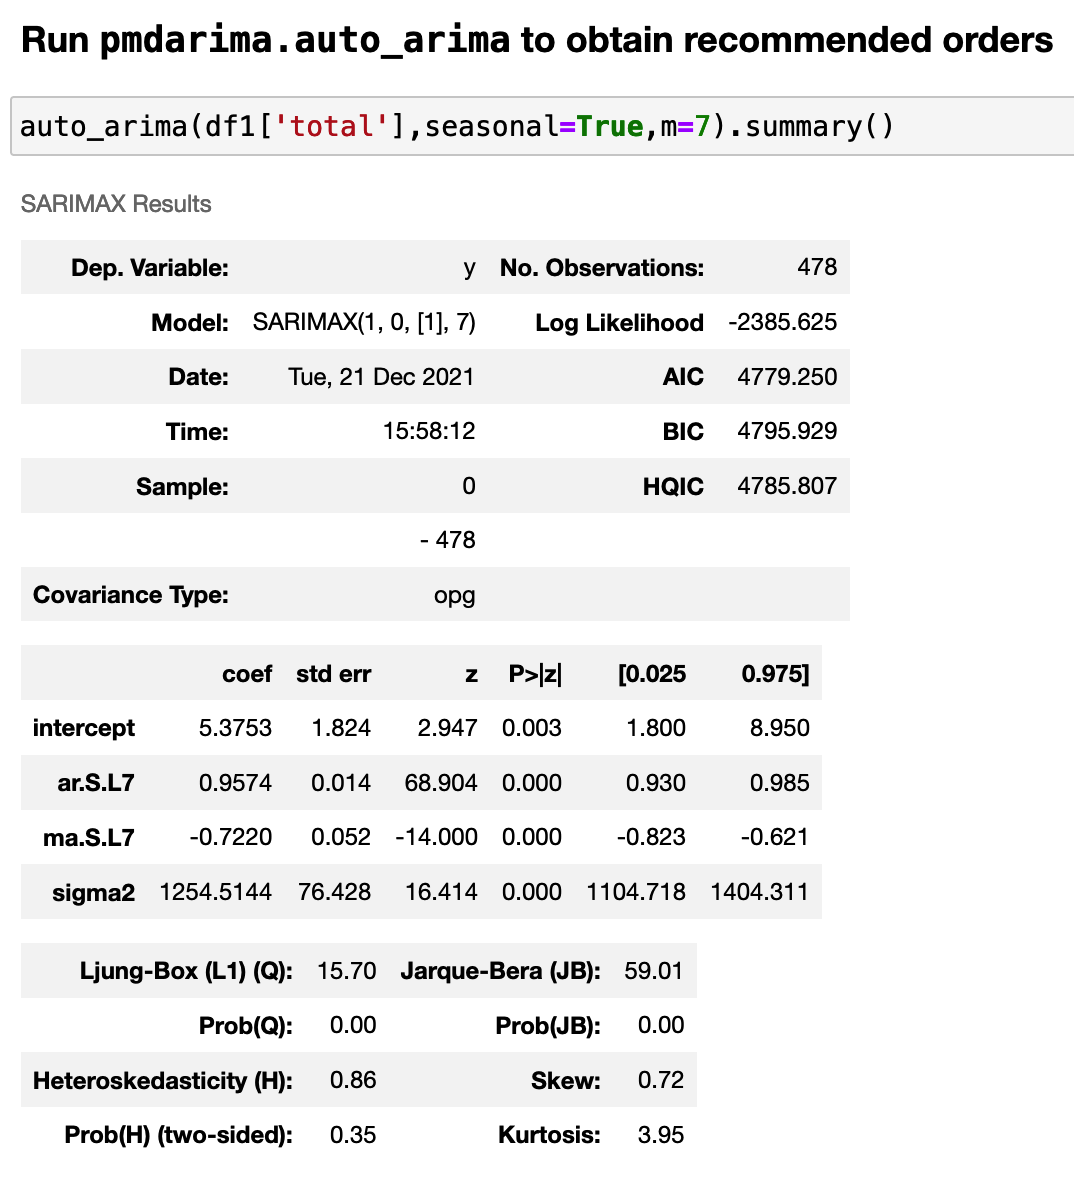 Run pmdarima.auto_arima to obtain recommended orders
auto_arima(df1['total'],seasonal=True,m=7).summary()
SARIMAX Results
Dep. Variable: y No. Observations: 478
Model: SARIMAX(1, 0, [1], 7) Log Likelihood -2385.625
Date: Tue, 21 Dec 2021 AIC 4779.250
Time: 15:58:12 BIC 4795.929
Sample: 0 HQIC 4785.807
- 478
Covariance Type: opg
coef std err z P>|z| [0.025 0.975]
intercept 5.3753 1.824 2.947 0.003 1.800 8.950
ar.S.L7 0.9574 0.014 68.904 0.000 0.930 0.985
ma.S.L7 -0.7220 0.052 -14.000 0.000 -0.823 -0.621
sigma2 1254.5144 76.428 16.414 0.000 1104.718 1404.311
Ljung-Box (L1) (Q): 15.70 Jarque-Bera (JB): 59.01
Prob(Q): 0.00 Prob(JB): 0.00
Heteroskedasticity (H): 0.86 Skew: 0.72
Prob(H) (two-sided): 0.35 Kurtosis: 3.95